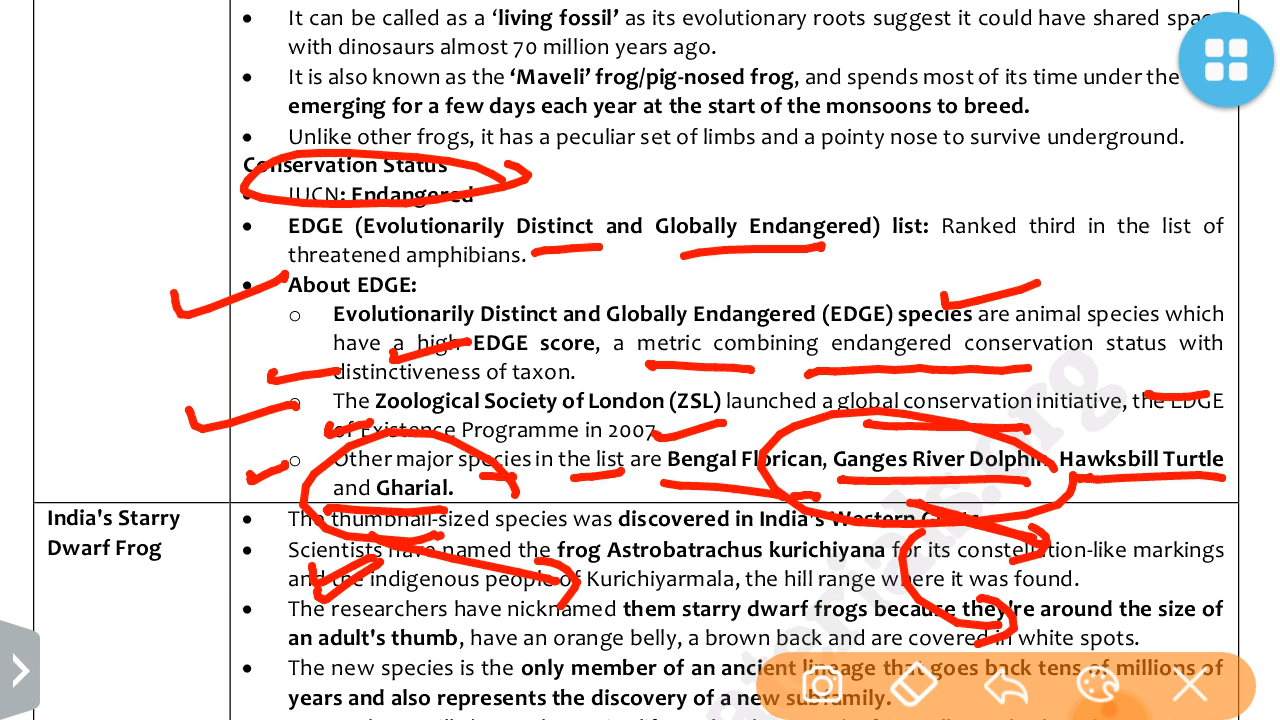 It can be called as a ‘living fossil’ as its evolutionary roots suggest it could have shared space
with dinosaurs almost 70 million years ago.
It is also known as the ‘Maveli’ frog/pig-nosed frog, and spends most of its time under the
emerging for a few days each year at the start of the monsoons to breed.
Unlike other frogs, it has a peculiar set of limbs and a pointy nose to survive underground.
Conservation Status
IUCN: Endangered
EDGE (Evolutionarily Distinct and Globally Endangered) list: Ranked third in the list of
threatened amphibians.
About EDGE:
Evolutionarily Distinct and Globally Endangered (EDGE) species are animal species which
have a high EDGE score, a metric combining endangered conservation status with
distinctiveness of taxon.
The Zoological Society of London (ZSL) launched a global conservation initiative, the EDGE
of Existence Programme in 2007.
Other major species in the list are Bengal Florican, Ganges River Dolphin, Hawksbill Turtle
and Gharial.
India's Starry
Dwarf Frog
The thumbnail-sized species was discovered in India's Western Ghats.
Scientists have named the frog Astrobatrachus kurichiyana for its constellation-like markings
and the indigenous people of Kurichiyarmala, the hill range where it was found.
The researchers have nicknamed them starry dwarf frogs because they're around the size of
an adult's thumb, have an orange belly, a brown back and are covered in white spots.
The new species is the only member of an ancient lineage that goes back tens of millions of
years and also represents the discovery of a new subfamily.